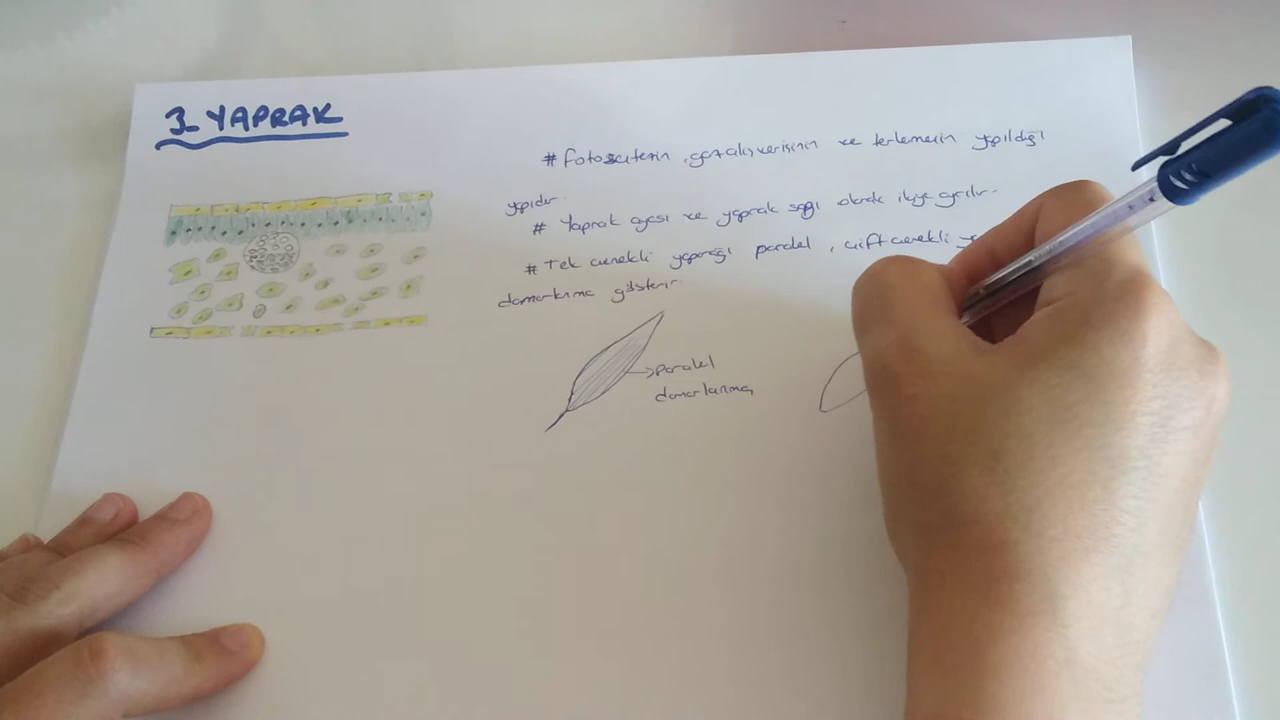 3_ YAPRAK
# Fotosentezin, gaz alışverişinin ve terlemenin yapıldığı
yapıdır.
# Yaprak ayası ve yaprak sapı olarak ikiye ayrılır.
# Tek çenekli yaprağı paralel, çift çenekli
damarlanma gösterir.
paralel
damarlanma